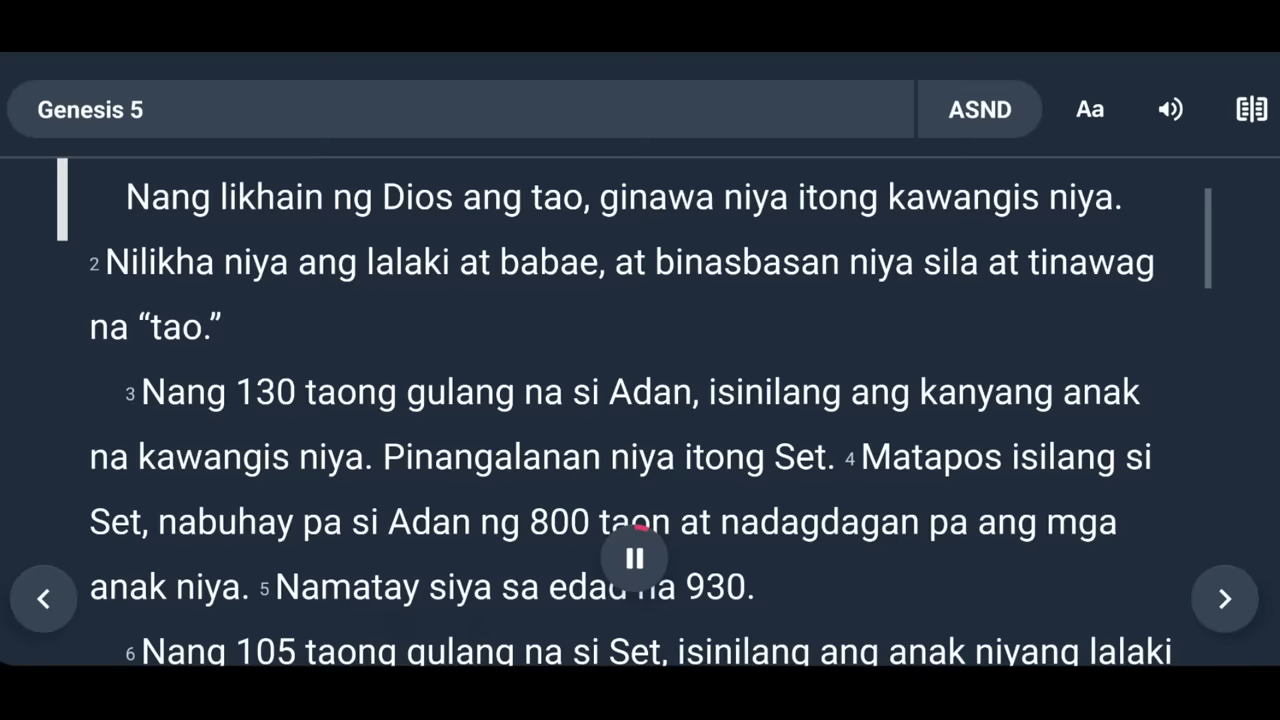 Genesis 5
ASND
Aa
Nang likhain ng Dios ang tao, ginawa niya itong kawangis niya.
2 Nilikha niya ang lalaki at babae, at binasbasan niya sila at tinawag
na “tao.”
3 Nang 130 taong gulang na si Adan, isinilang ang kanyang anak
na kawangis niya. Pinangalanan niya itong Set. 4 Matapos isilang si
Set, nabuhay pa si Adan ng 800 taon at nadagdagan pa ang mga
anak niya. 5 Namatay siya sa edad na 930.
6 Nang 105 taong gulang na si Set, isinilang ang anak niyang lalaki